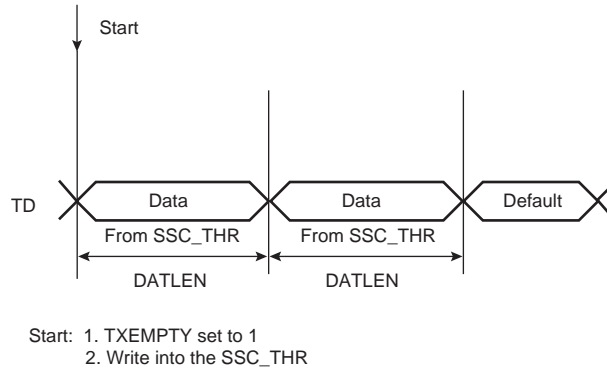 Start
TD
Data
Data
Default
From SSC_THR
From SSC_THR
DATLEN
DATLEN
Start: 1. TXEMPTY set to 1
2. Write into the SSC_THR